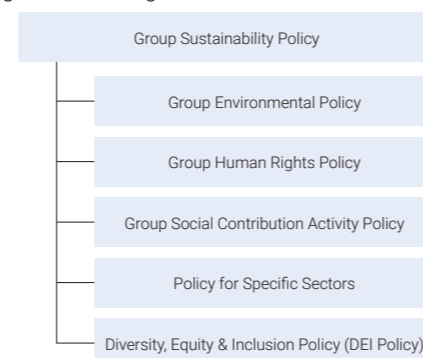 Group Sustainability Policy
Group Environmental Policy
Group Human Rights Policy
Group Social Contribution Activity Policy
Policy for Specific Sectors
Diversity, Equity & Inclusion Policy (DEI Policy)